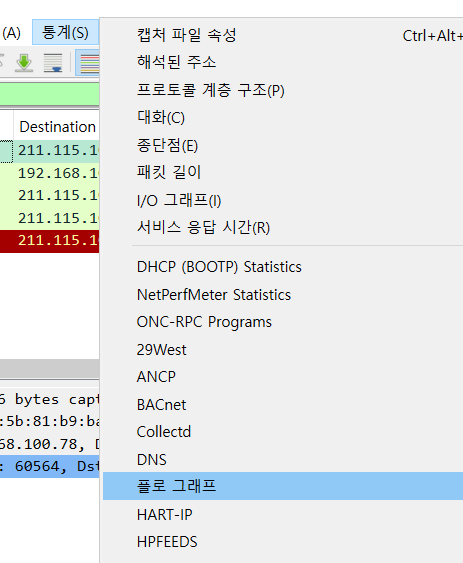 (A)
통계(S)
캡처 파일 속성
Ctrl+Alt+
해석된 주소
프로토콜 계층 구조(P)
대화(C)
종단점(E)
패킷 길이
I/O 그래프(I)
서비스 응답 시간(R)
DHCP (BOOTP) Statistics
NetPerfMeter Statistics
ONC-RPC Programs
29West
ANCP
BACnet
Collectd
DNS
플로 그래프
HART-IP
HPFEEDS
Destination
211.115.1
192.168.10
211.115.1
211.115.1
211.115.1
6 bytes capt
:5b:81:b9:ba
68.100.78, D
: 60564, Dst